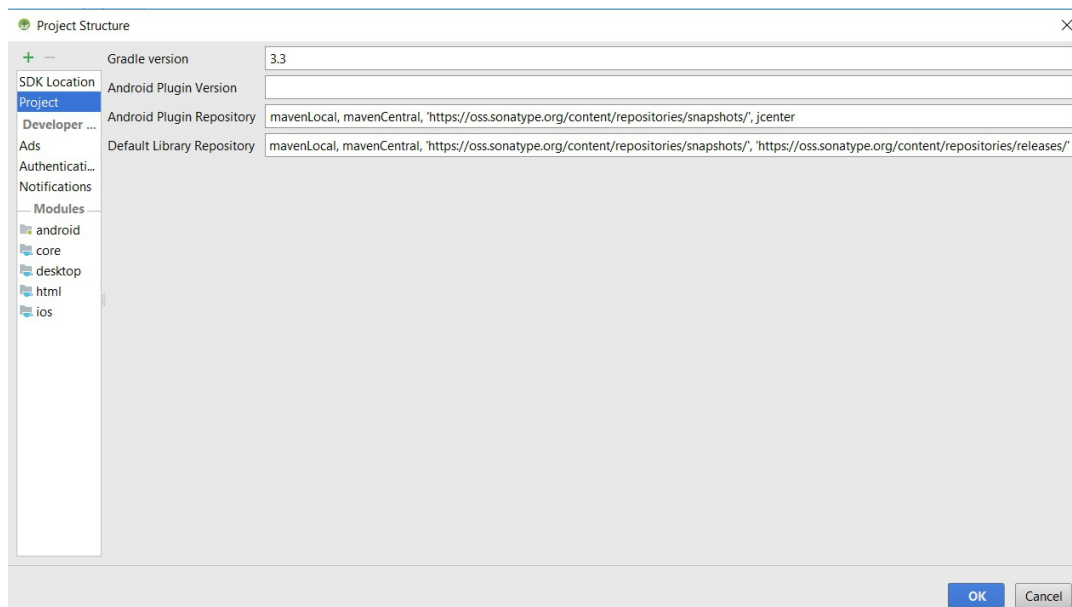 Project Structure
Gradle version 3.3
SDK Location
Android Plugin Version
Project
Android Plugin Repository mavenLocal, mavenCentral, 'https://oss.sonatype.org/content/repositories/snapshots/', jcenter
Developer ...
Ads
Default Library Repository mavenLocal, mavenCentral, 'https://oss.sonatype.org/content/repositories/snapshots/', 'https://oss.sonatype.org/content/repositories/releases/'
Authenticati...
Notifications
Modules
android
core
desktop
html
ios
OK
Cancel